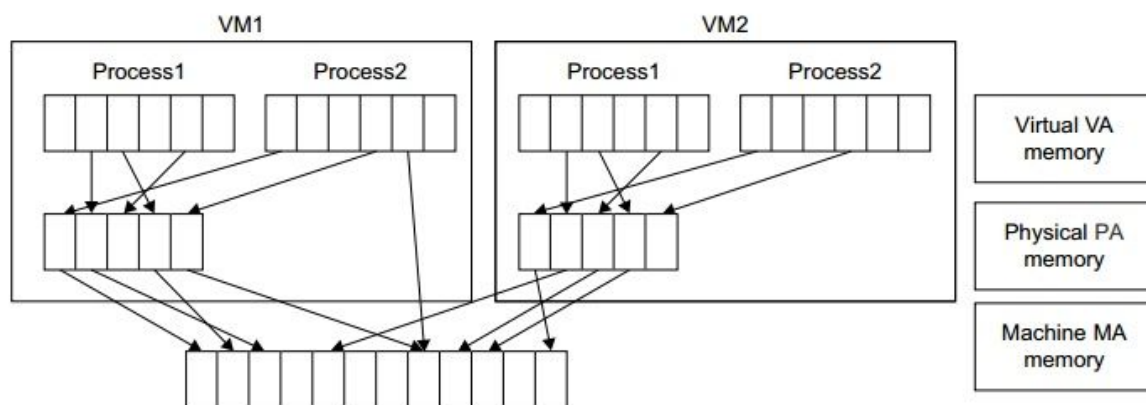 VM1
VM2
Process1
Process2
Process1
Process2
Virtual VA
memory
Physical PA
memory
Machine MA
memory